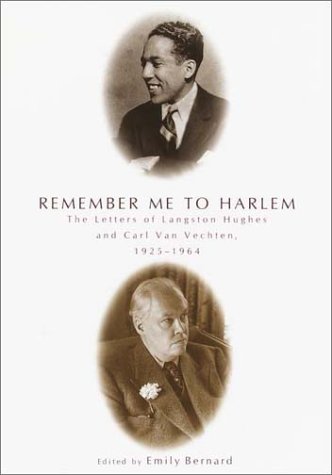 REMEMBER ME TO HARLEM
The Letters of Langston Hughes
and Carl Van Vechten,
1925–1964
Edited by Emily Bernard